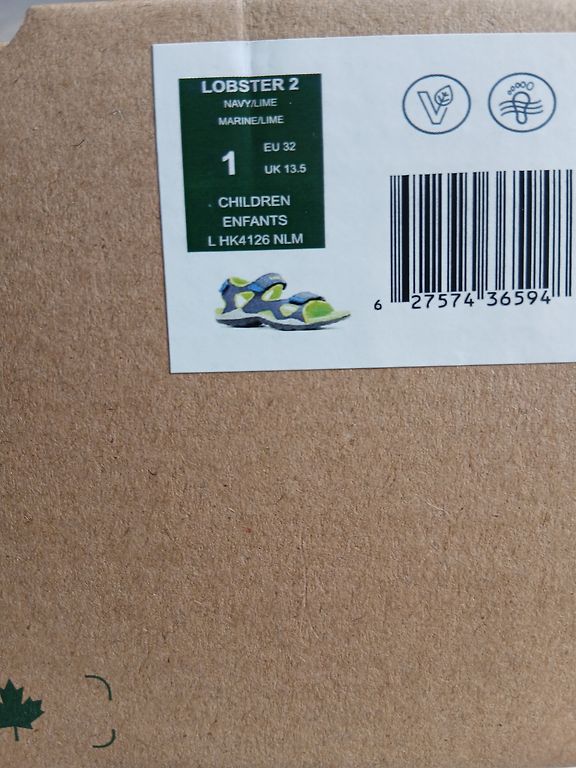 LOBSTER 2
NAVY/LIME
MARINE/LIME
1
EU 32
UK 13.5
CHILDREN
ENFANTS
L HK4126 NLM
6 27574 36594